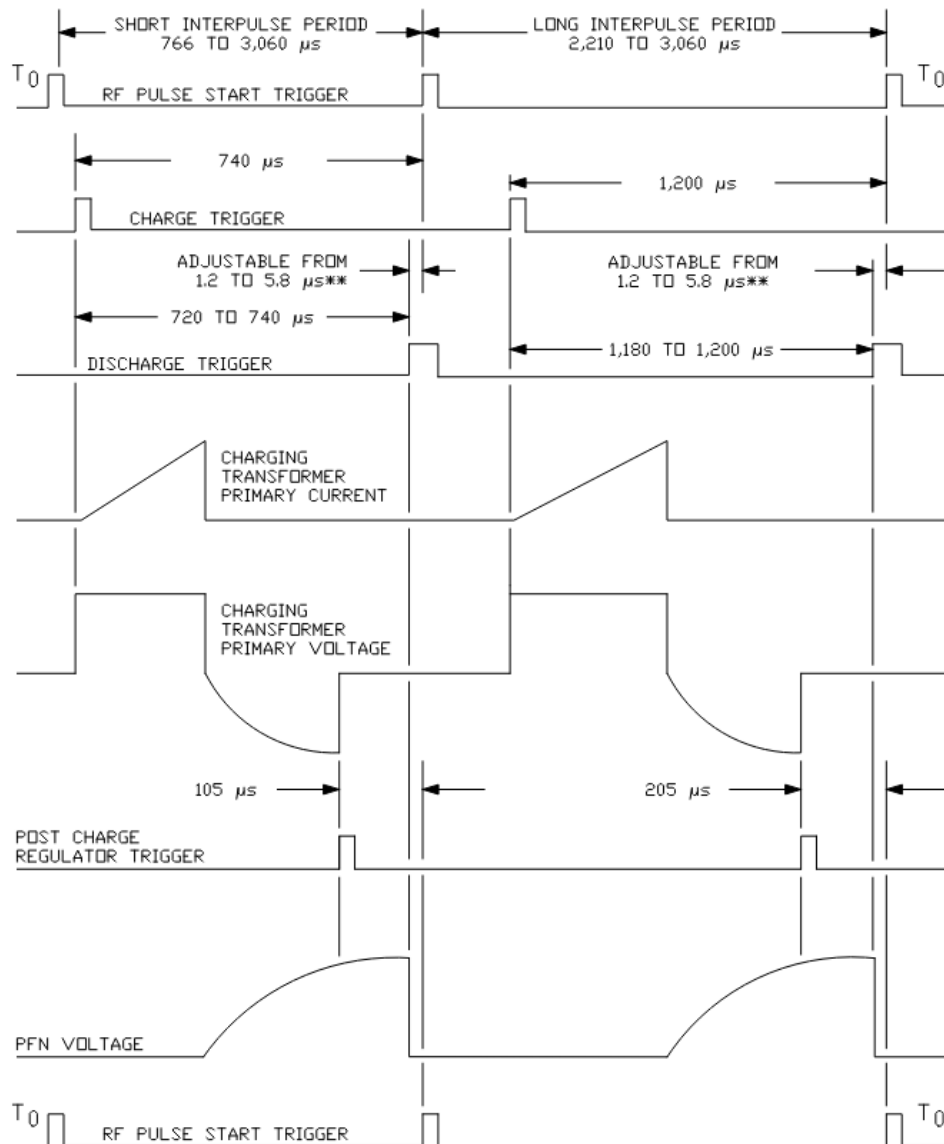 SHORT INTERPULSE PERIOD
766 TO 3,060 µs
LONG INTERPULSE PERIOD
2,210 TO 3,060 µs
T0
RF PULSE START TRIGGER
T0
740 µs
1,200 µs
CHARGE TRIGGER
ADJUSTABLE FROM
1.2 TO 5.8 µs**
ADJUSTABLE FROM
1.2 TO 5.8 µs**
720 TO 740 µs
1,180 TO 1,200 µs
DISCHARGE TRIGGER
CHARGING
TRANSFORMER
PRIMARY CURRENT
CHARGING
TRANSFORMER
PRIMARY VOLTAGE
105 µs
205 µs
POST CHARGE
REGULATOR TRIGGER
PFN VOLTAGE
T0
RF PULSE START TRIGGER
T0